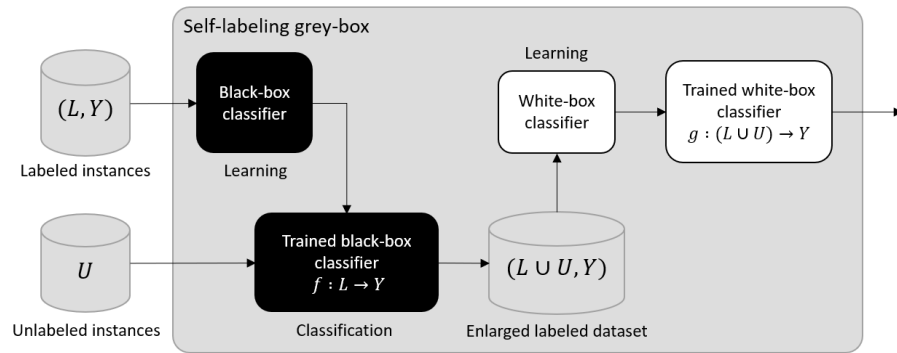 Self-labeling grey-box
(L, Y)
Labeled instances
Black-box
classifier
Learning
Learning
White-box
classifier
Trained white-box
classifier
g : (L ∪ U) → Y
U
Unlabeled instances
Trained black-box
classifier
f : L → Y
Classification
(L ∪ U, Y)
Enlarged labeled dataset